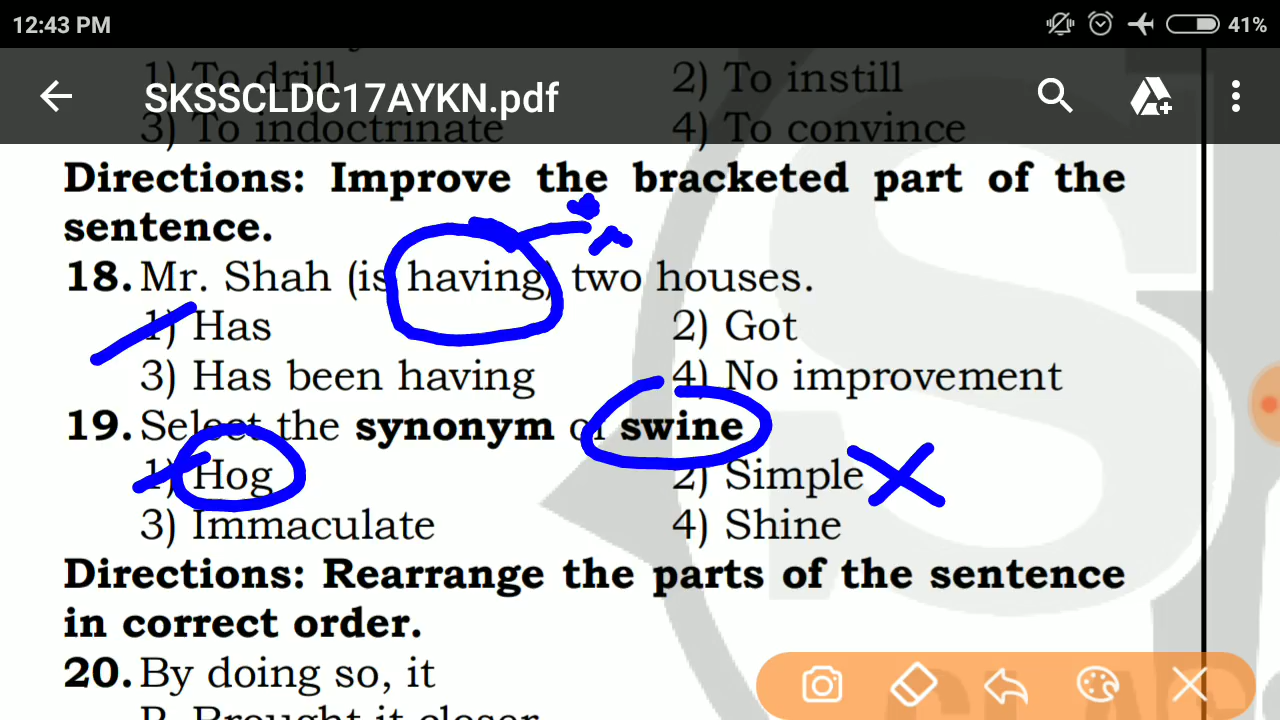 12:43 PM
41%
1) To drill 2) To instill
SKSSCLDC17AYKN.pdf
3) To indoctrinate 4) To convince
Directions: Improve the bracketed part of the
sentence.
18. Mr. Shah (is having) two houses.
1) Has 2) Got
3) Has been having 4) No improvement
19. Select the synonym of swine
1) Hog 2) Simple
3) Immaculate 4) Shine
Directions: Rearrange the parts of the sentence
in correct order.
20. By doing so, it
P. Brought it closer